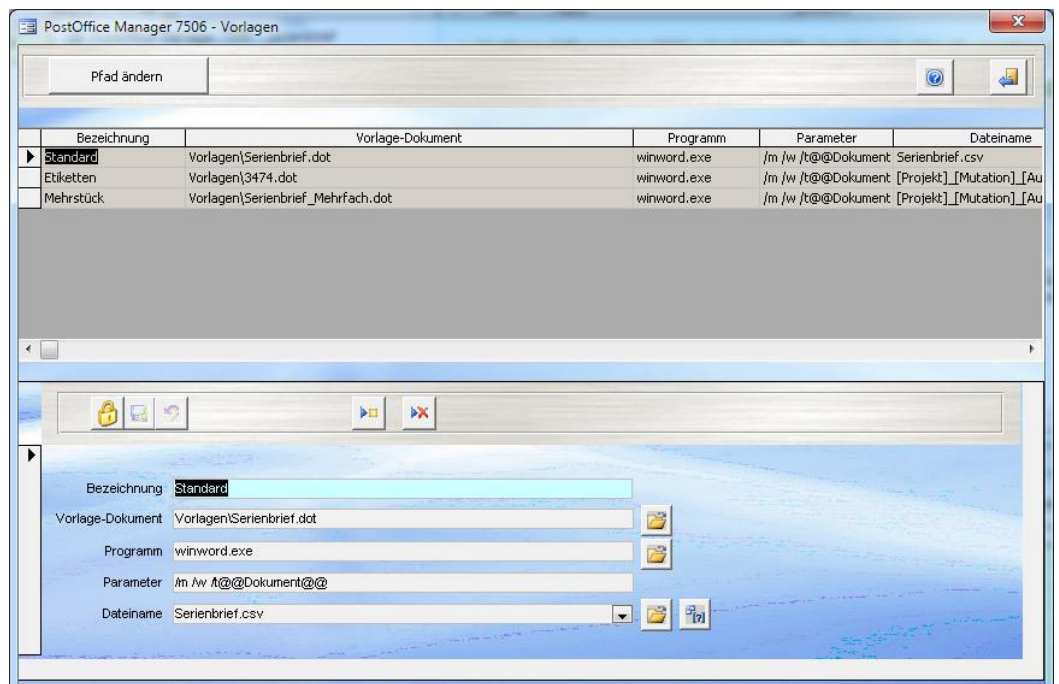 PostOffice Manager 7506 - Vorlagen
Pfad ändern
Bezeichnung Vorlage-Dokument Programm Parameter Dateiname
Standard Vorlagen\Serienbrief.dot winword.exe /m /w /t@@Dokument Serienbrief.csv
Etiketten Vorlagen\3474.dot winword.exe /m /w /t@@Dokument [Projekt]_[Mutation]_[Au
Mehrstück Vorlagen\Serienbrief_Mehrfach.dot winword.exe /m /w /t@@Dokument [Projekt]_[Mutation]_[Au
Bezeichnung Standard
Vorlage-Dokument Vorlagen\Serienbrief.dot
Programm winword.exe
Parameter /m /w /t@@Dokument@@
Dateiname Serienbrief.csv